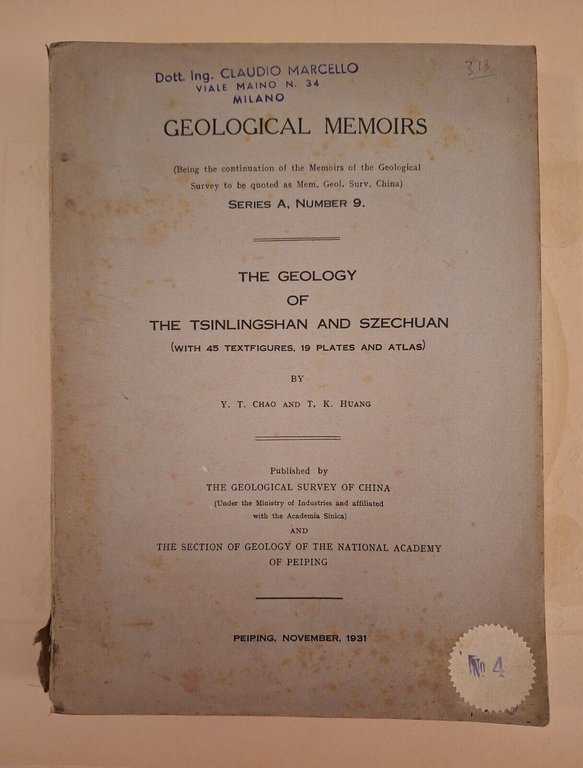 Dott. Ing. CLAUDIO MARCELLO
VIALE MAINO N. 34
MILANO
313
GEOLOGICAL MEMOIRS
(Being the continuation of the Memoirs of the Geological
Survey to be quoted as Mem. Geol. Surv. China)
SERIES A, NUMBER 9.
THE GEOLOGY
OF
THE TSINLINGSHAN AND SZECHUAN
(WITH 45 TEXTFIGURES, 19 PLATES AND ATLAS)
BY
Y. T. CHAO AND T. K. HUANG
Published by
THE GEOLOGICAL SURVEY OF CHINA
(Under the Ministry of Industries and affiliated
with the Academia Sinica)
AND
THE SECTION OF GEOLOGY OF THE NATIONAL ACADEMY
OF PEIPING
PEIPING, NOVEMBER, 1931
No 4